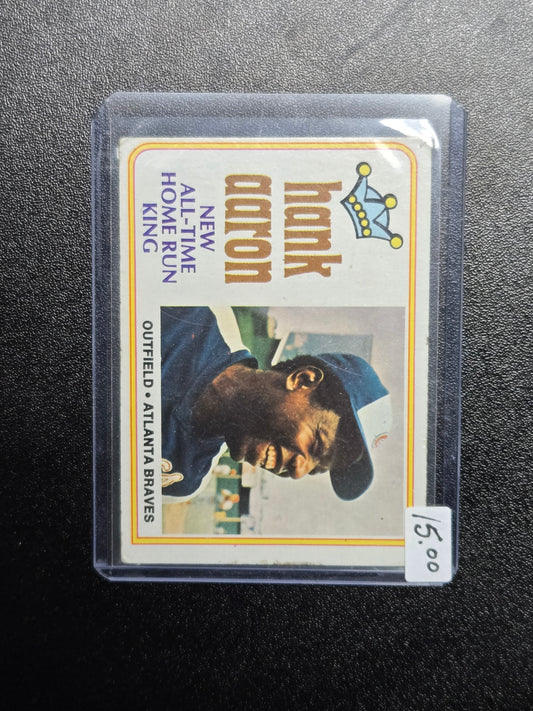 hank
aaron
NEW
ALL-TIME
HOME RUN
KING
OUTFIELD • ATLANTA BRAVES
15.00